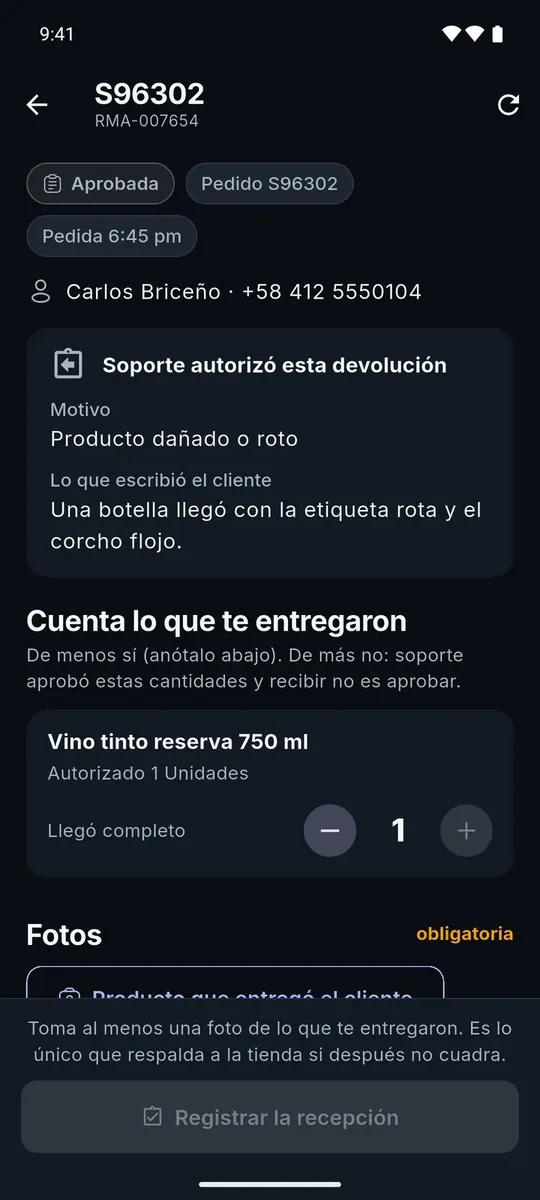 9:41
S96302
RMA-007654
Aprobada
Pedido S96302
Pedida 6:45 pm
Carlos Briceño · +58 412 5550104
Soporte autorizó esta devolución
Motivo
Producto dañado o roto
Lo que escribió el cliente
Una botella llegó con la etiqueta rota y el
corcho flojo.
Cuenta lo que te entregaron
De menos sí (anótalo abajo). De más no: soporte
aprobó estas cantidades y recibir no es aprobar.
Vino tinto reserva 750 ml
Autorizado 1 Unidades
Llegó completo
1
Fotos
obligatoria
Producto que entregó el cliente
Toma al menos una foto de lo que te entregaron. Es lo
único que respalda a la tienda si después no cuadra.
Registrar la recepción